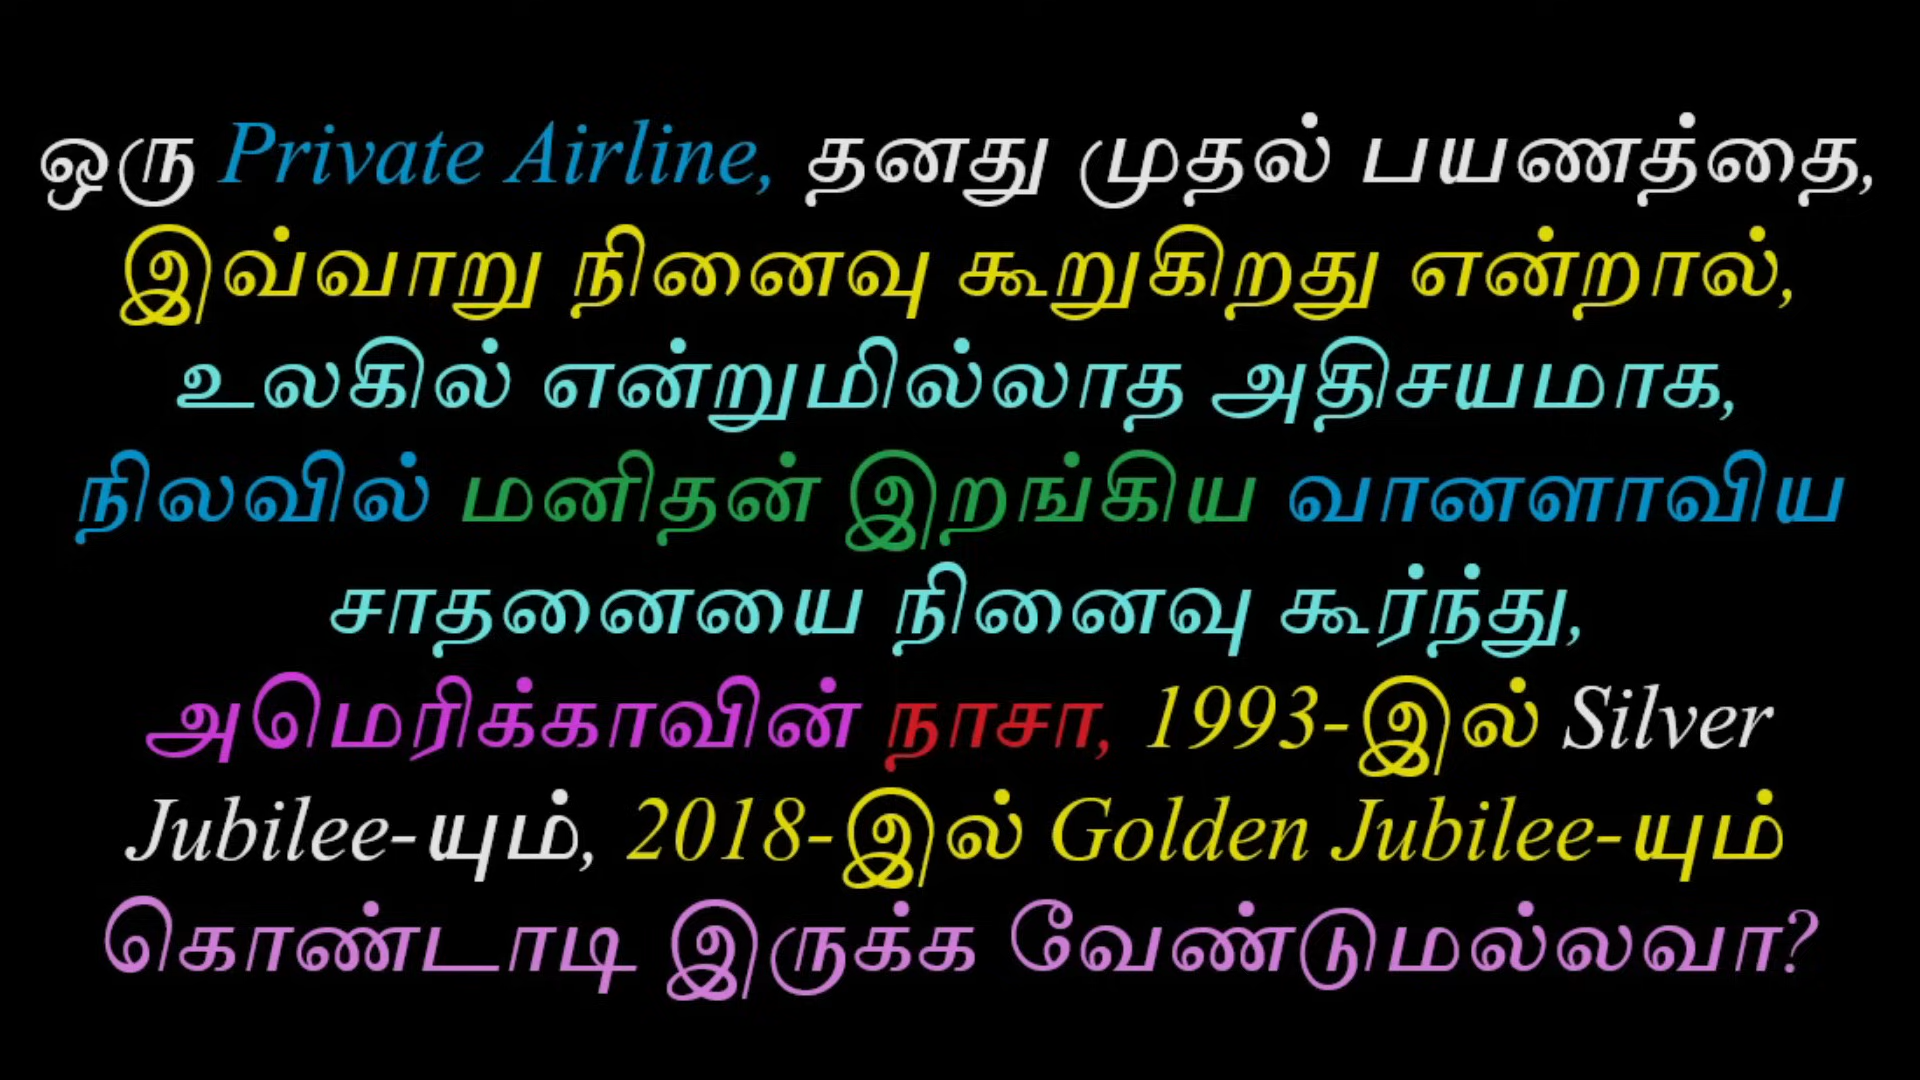 ஒரு Private Airline, தனது முதல் பயணத்தை,
இவ்வாறு நினைவு கூறுகிறது என்றால்,
உலகில் என்றுமில்லாத அதிசயமாக,
நிலவில் மனிதன் இறங்கிய வானளாவிய
சாதனையை நினைவு கூர்ந்து,
அமெரிக்காவின் நாசா, 1993-இல் Silver
Jubilee-யும், 2018-இல் Golden Jubilee-யும்
கொண்டாடி இருக்க வேண்டுமல்லவா?